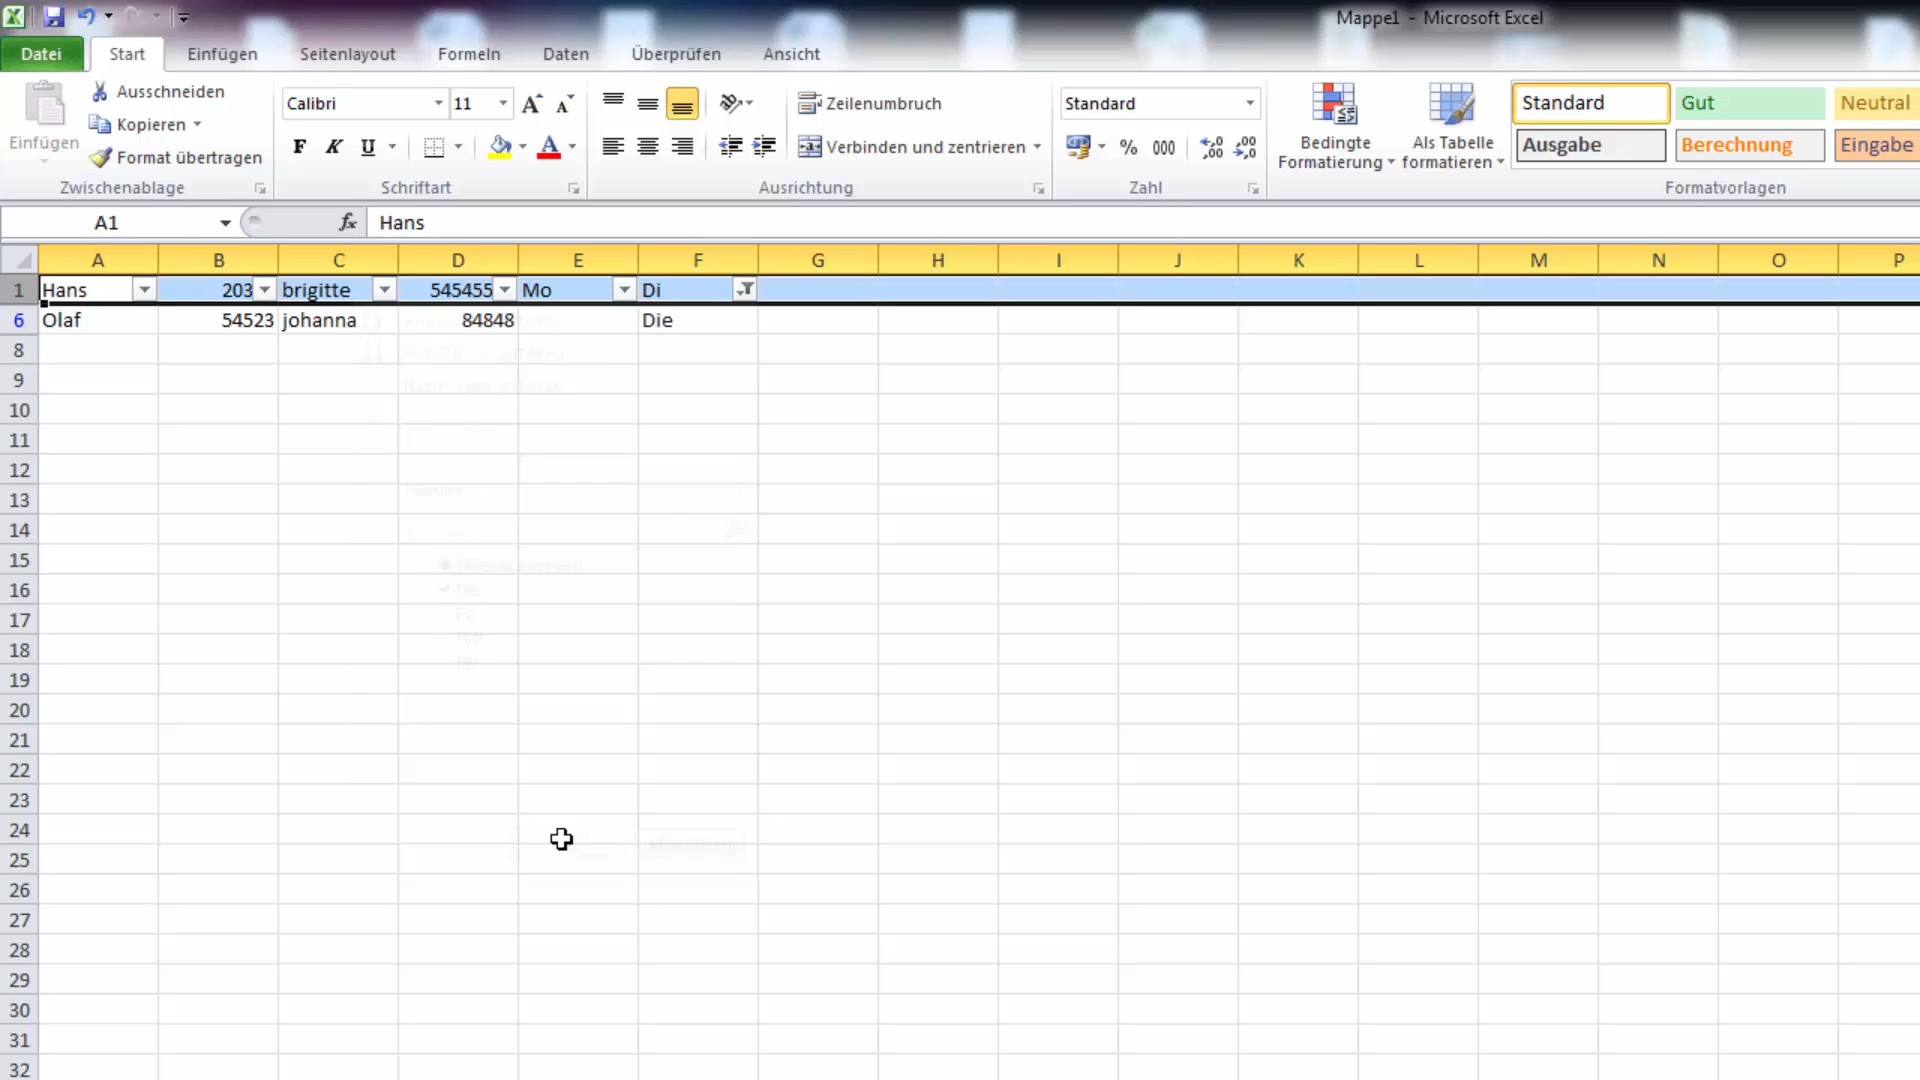 Mappe1 - Microsoft Excel
Datei Start Einfügen Seitenlayout Formeln Daten Überprüfen Ansicht
Einfügen
Ausschneiden
Kopieren
Format übertragen
Zwischenablage
Calibri 11
F K U
Schriftart
Zeilenumbruch
Verbinden und zentrieren
Ausrichtung
Standard
% 000
Zahl
Bedingte Formatierung
Als Tabelle formatieren
Standard Gut Neutral
Ausgabe Berechnung Eingabe
Formatvorlagen
A1 fx Hans
A B C D E F G H I J K L M N O P
1 Hans 203 brigitte 545455 Mo Di
6 Olaf 54523 johanna 84848 Die
8
9
10
11
12
13
14
15
16
17
18
19
20
21
22
23
24
25
26
27
28
29
30
31
32